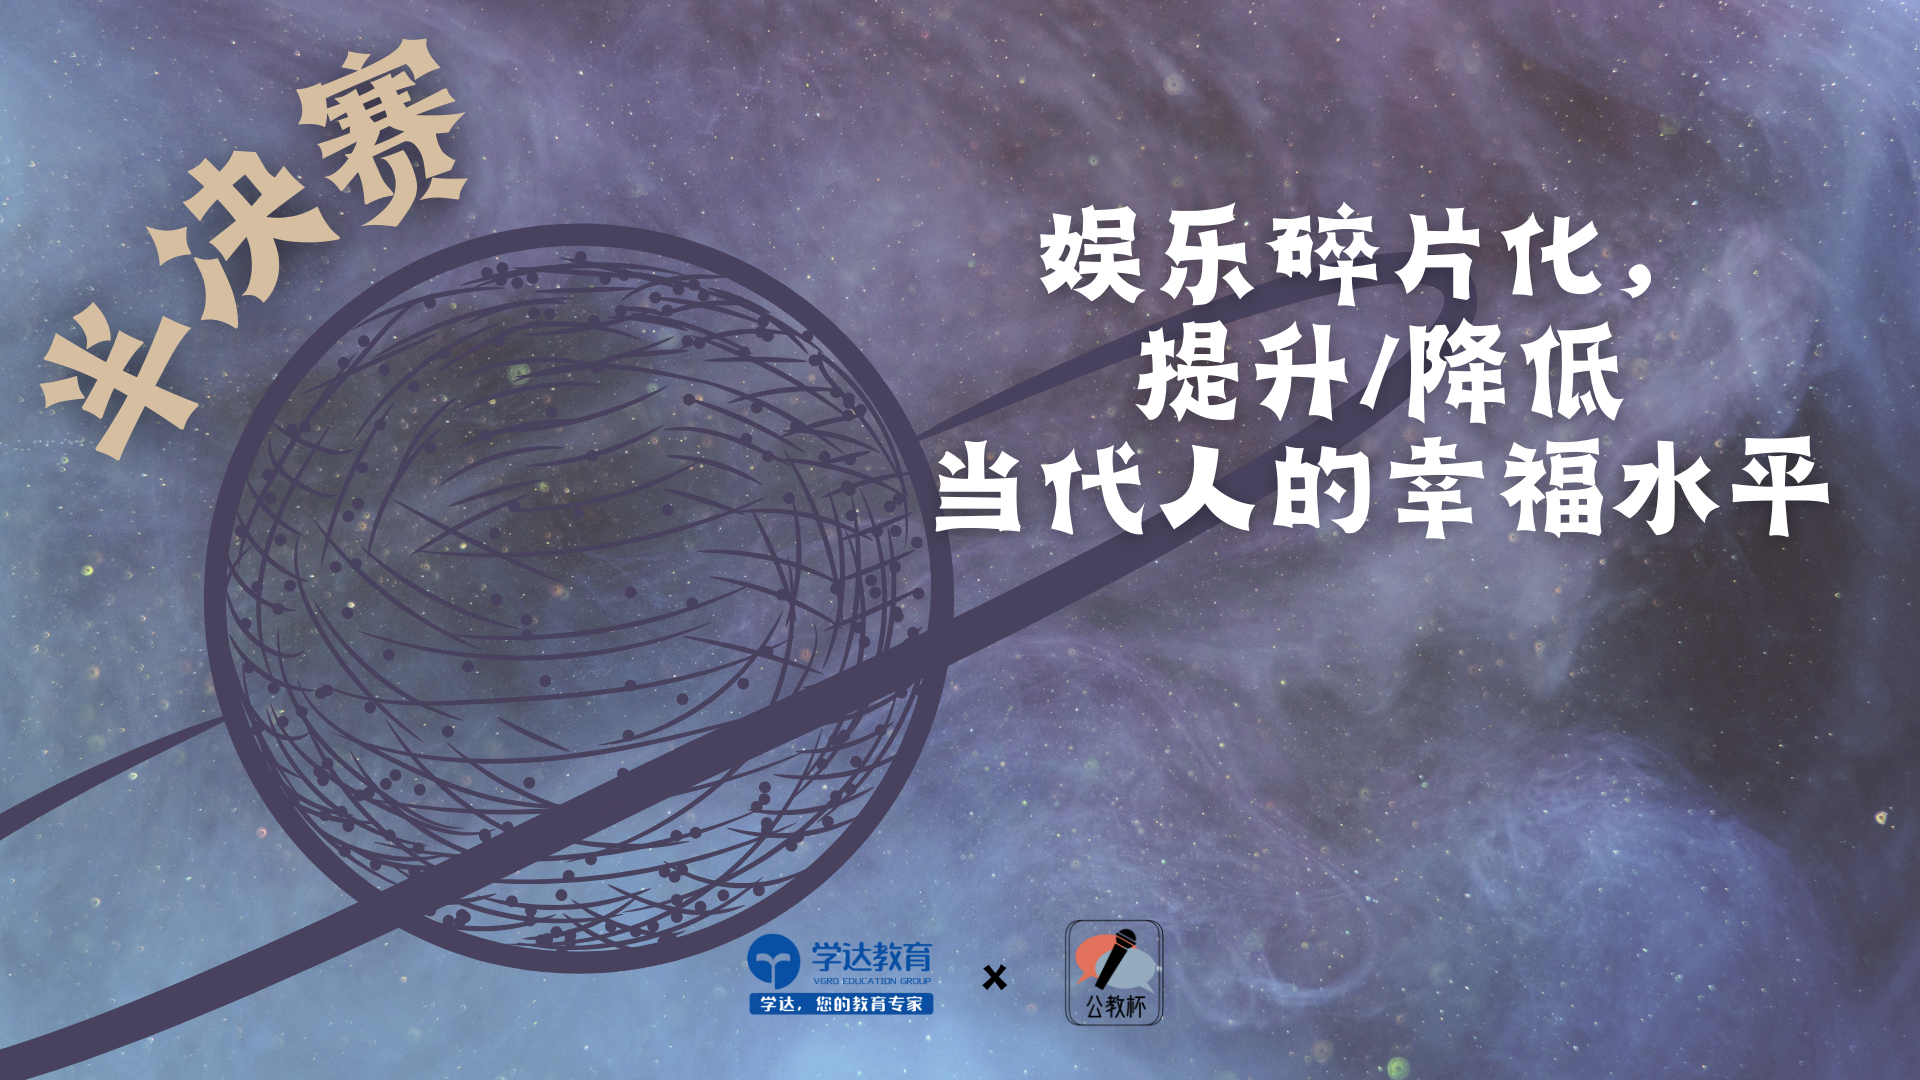 半决赛
娱乐碎片化，
提升/降低
当代人的幸福水平
学达教育
VGRO EDUCATION GROUP
学达，您的教育专家
x
公教杯